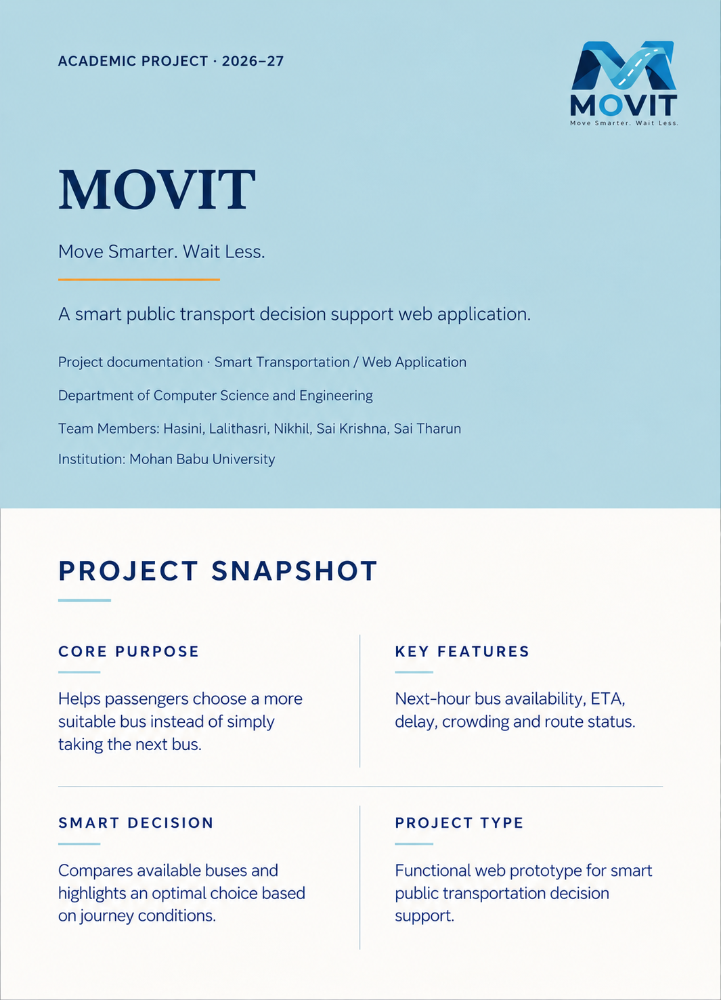 ACADEMIC PROJECT · 2026–27
MOVIT
Move Smarter. Wait Less.
MOVIT
Move Smarter. Wait Less.
A smart public transport decision support web application.
Project documentation · Smart Transportation / Web Application
Department of Computer Science and Engineering
Team Members: Hasini, Lalithasri, Nikhil, Sai Krishna, Sai Tharun
Institution: Mohan Babu University
PROJECT SNAPSHOT
CORE PURPOSE
Helps passengers choose a more
suitable bus instead of simply
taking the next bus.
KEY FEATURES
Next-hour bus availability, ETA,
delay, crowding and route status.
SMART DECISION
Compares available buses and
highlights an optimal choice based
on journey conditions.
PROJECT TYPE
Functional web prototype for smart
public transportation decision
support.